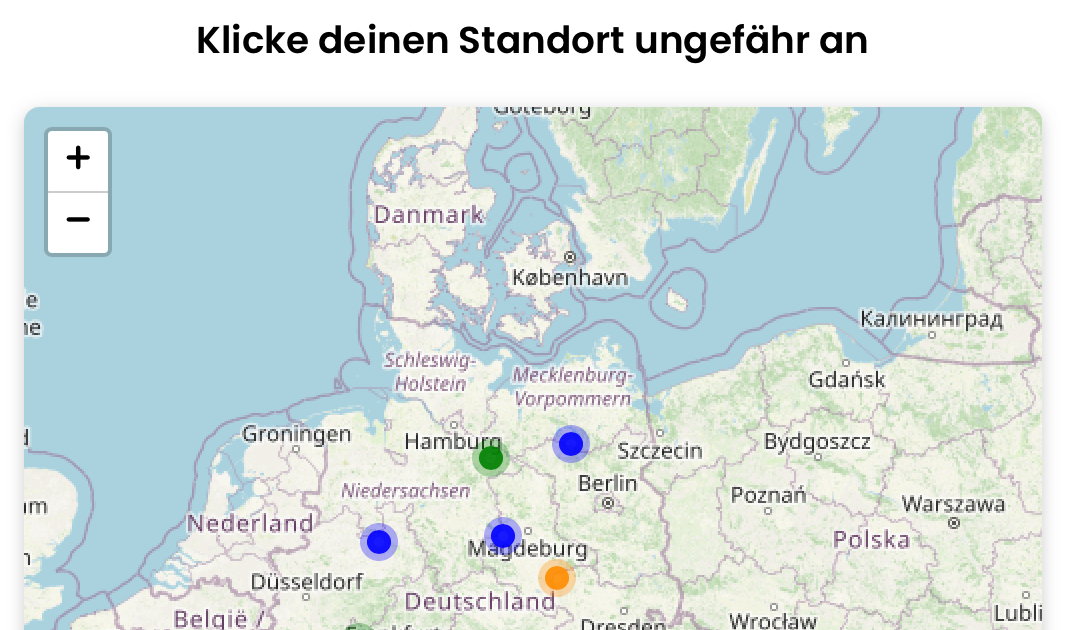 Klicke deinen Standort ungefähr an
Göteborg
+
−
Danmark
København
Калининград
Schleswig-
Holstein
Mecklenburg-
Vorpommern
Gdańsk
Groningen
Hamburg
Szczecin
Bydgoszcz
Niedersachsen
Berlin
Poznań
Warszawa
Nederland
Magdeburg
Polska
Düsseldorf
Deutschland
België /
Dresden
Wrocław